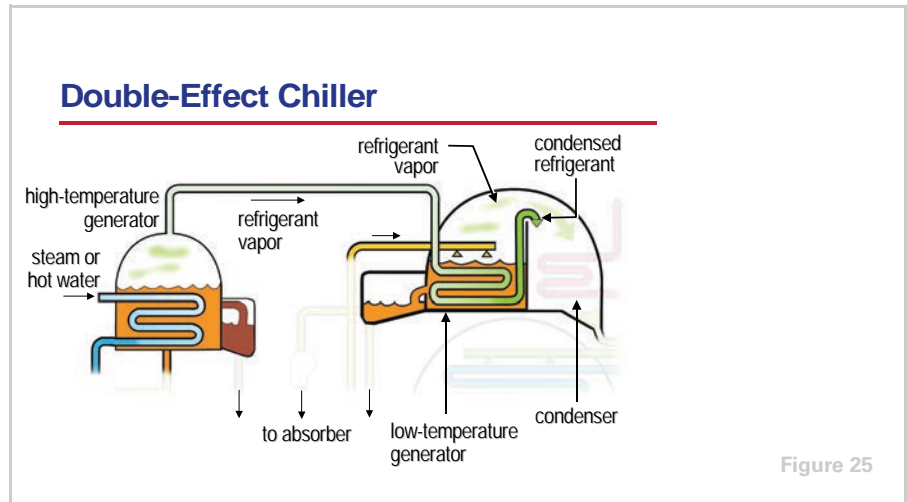 Double-Effect Chiller
refrigerant
vapor
condensed
refrigerant
high-temperature
generator
refrigerant
vapor
steam or
hot water
to absorber
low-temperature
generator
condenser
Figure 25